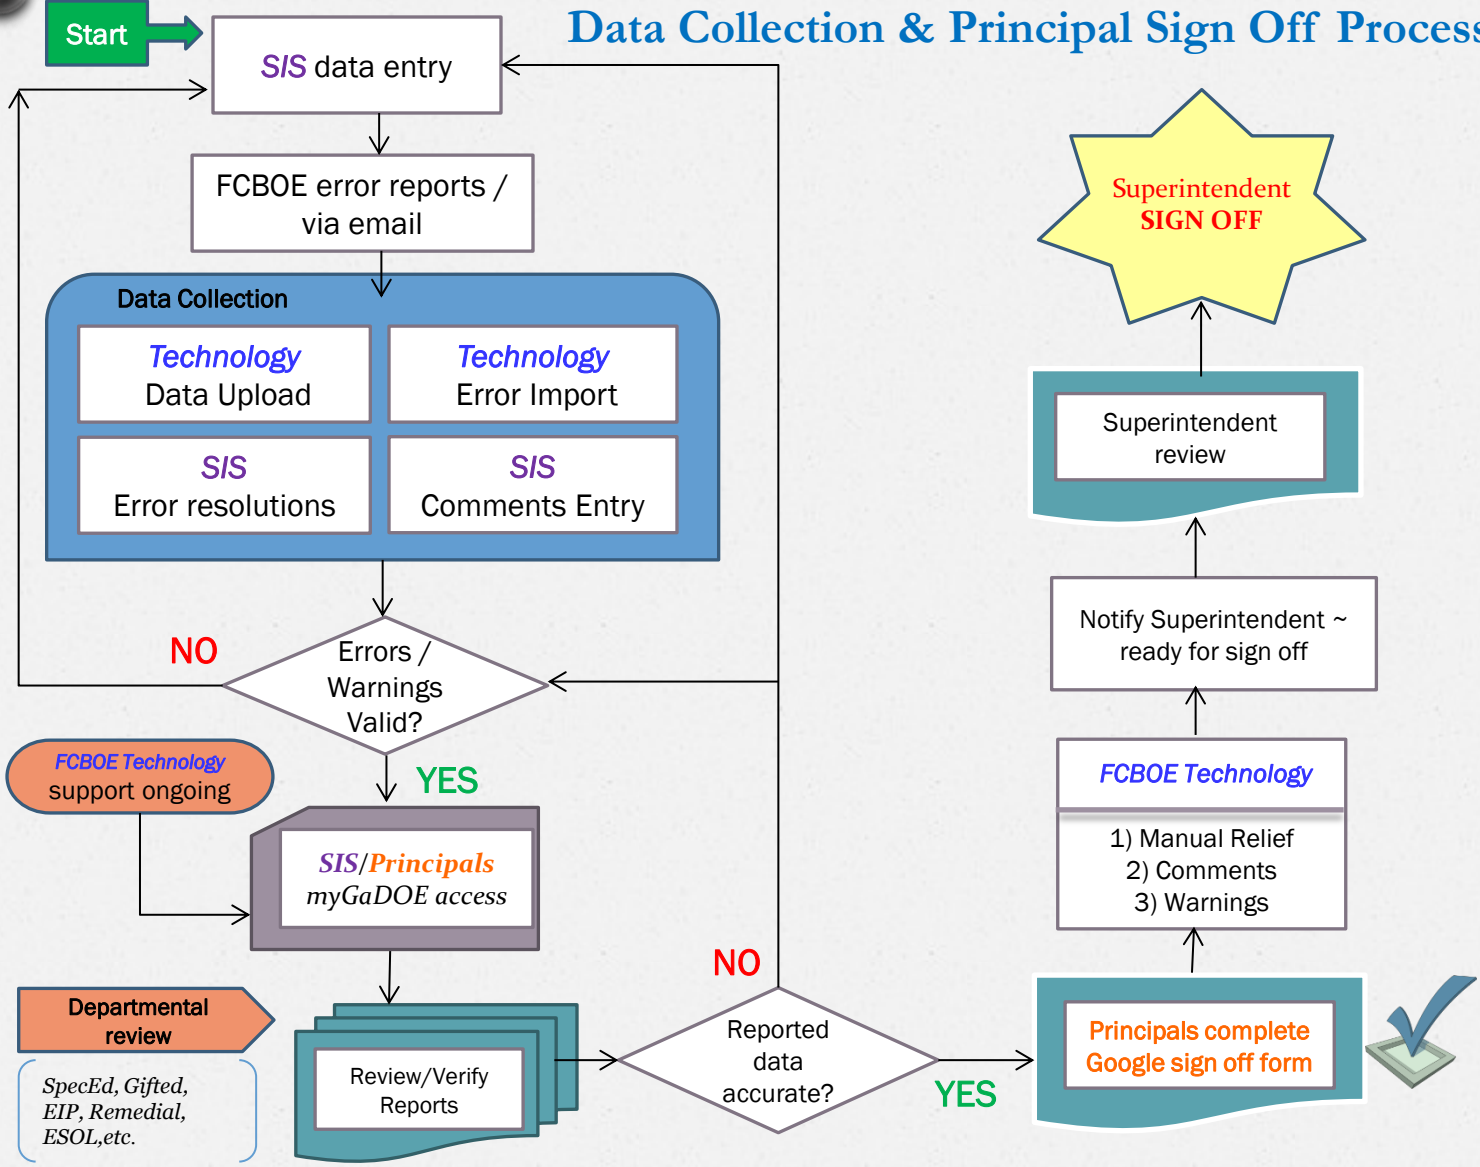 Data Collection & Principal Sign Off Process
Start
SIS data entry
FCBOE error reports /
via email
Data Collection
Technology
Data Upload
Technology
Error Import
SIS
Error resolutions
SIS
Comments Entry
NO
Errors /
Warnings
Valid?
YES
FCBOE Technology
support ongoing
SIS/Principals
myGaDOE access
Departmental
review
SpecEd, Gifted,
EIP, Remedial,
ESOL,etc.
Review/Verify
Reports
NO
Reported
data
accurate?
YES
Principals complete
Google sign off form
FCBOE Technology
1) Manual Relief
2) Comments
3) Warnings
Notify Superintendent ~
ready for sign off
Superintendent
review
Superintendent
SIGN OFF